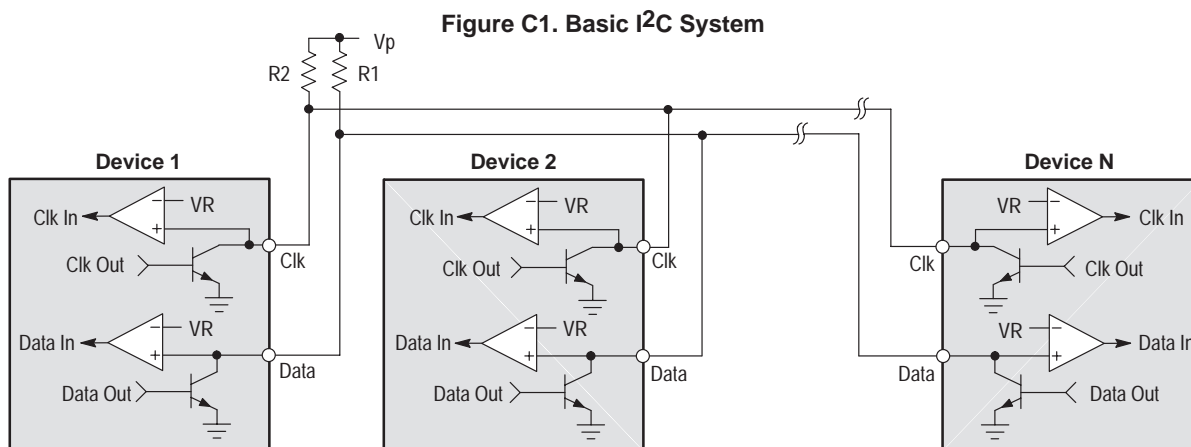 Figure C1. Basic I2C System
Vp
R2 R1
Device 1
Clk In
VR
Clk Out
Clk
Data In
VR
Data
Data Out
Device 2
Clk In
VR
Clk Out
Clk
Data In
VR
Data
Data Out
Device N
VR
Clk In
Clk
Clk Out
VR
Data In
Data
Data Out